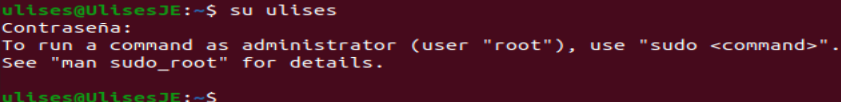 ulises@UlisesJE:~$ su ulises
Contraseña:
To run a command as administrator (user "root"), use "sudo <command>".
See "man sudo_root" for details.
ulises@UlisesJE:~$